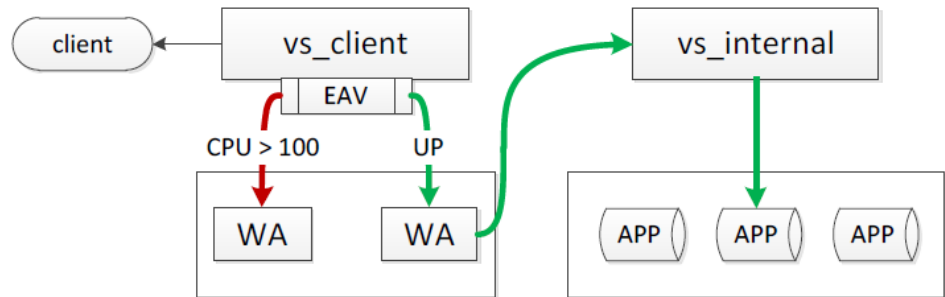 client
vs_client
vs_internal
EAV
CPU > 100
UP
WA
WA
APP
APP
APP